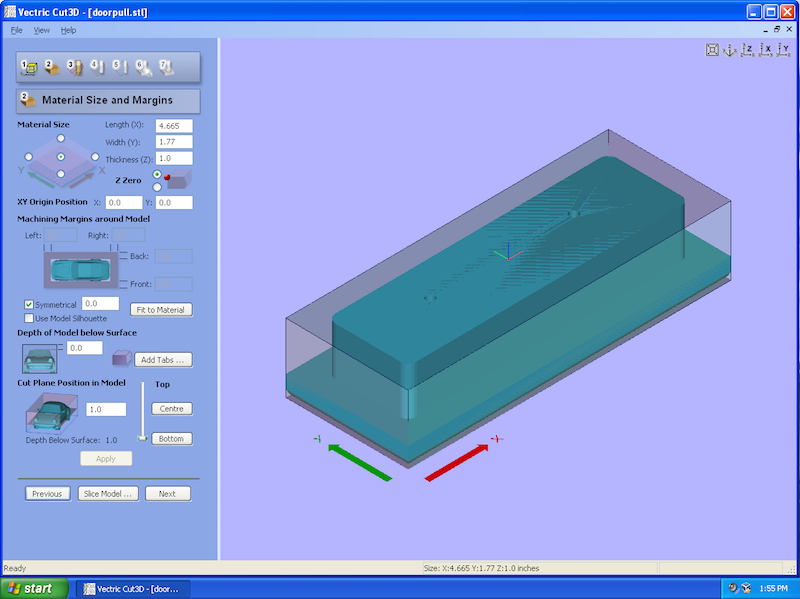 Vectric Cut3D - [doorpull.stl]
File View Help
1 2 3 4 5 6 7
2 Material Size and Margins
Material Size
Length (X): 4.665
Width (Y): 1.77
Thickness (Z): 1.0
Y X
Z Zero
XY Origin Position X: 0.0 Y: 0.0
Machining Margins around Model
Left: Right:
Back:
Front:
Symmetrical 0.0
Fit to Material
Use Model Silhouette
Depth of Model below Surface
0.0
Add Tabs ...
Cut Plane Position in Model
Top
1.0
Centre
Depth Below Surface: 1.0
Bottom
Apply
Previous Slice Model ... Next
Z X Y
Ready
Size: X:4.665 Y:1.77 Z:1.0 inches
start
Vectric Cut3D - [door...
1:55 PM